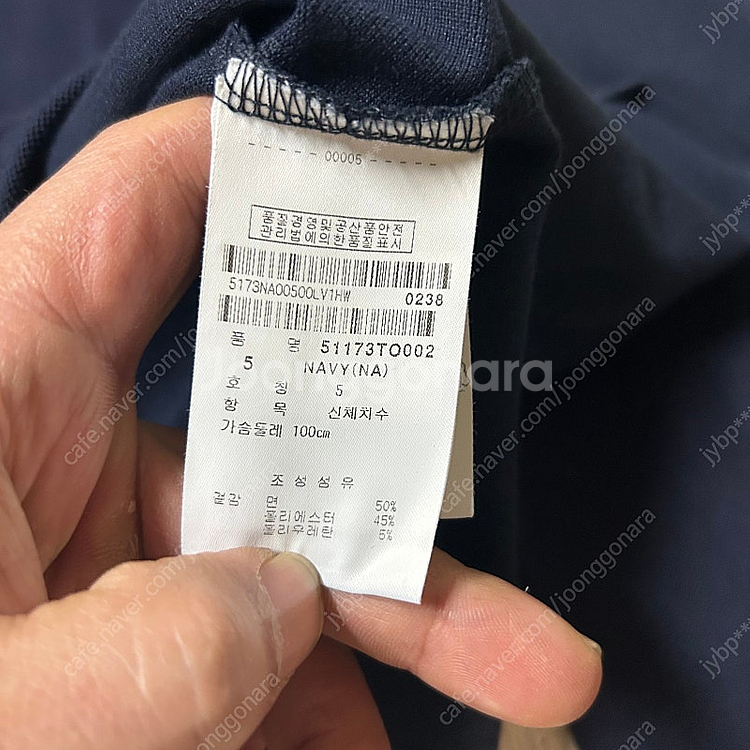 - - - - - 00005 - - - - -
품질경영및공산품안전
관리법에의한품질표시
5173NA00500LV1HW 0238
품 명 51173TO002
5 NAVY(NA)
호 칭 5
항 목 신체치수
가슴둘레 100cm
조 성 섬 유
겉감 면 50%
폴리에스터 45%
폴리우레탄 5%
Joonggonara
cafe.naver.com/joonggonara
jybp***